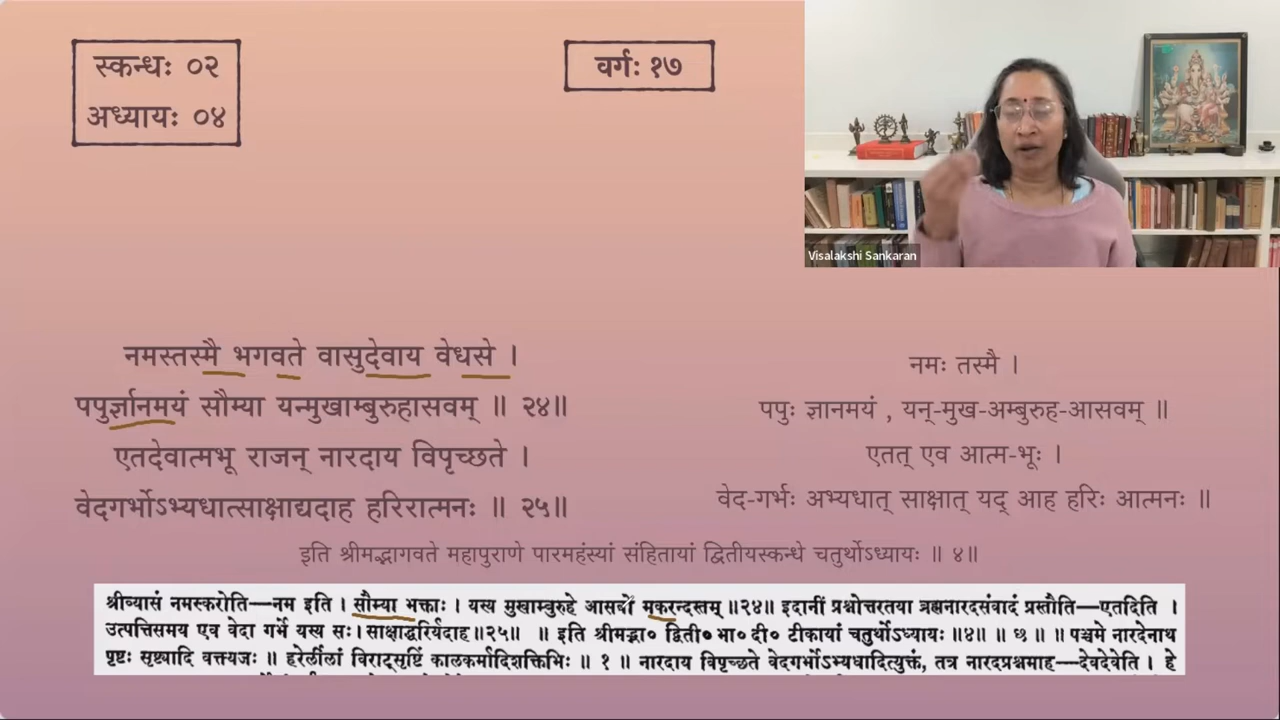 स्कन्धः ०२
अध्यायः ०४
वर्गः १७
Visalakshi Sankaran
नमस्तस्मै भगवते वासुदेवाय वेधसे ।
पपुर्ज्ञानमयं सौम्या यन्मुखाम्बुरुहासवम् ॥ २४॥
एतदेवात्मभू राजन् नारदाय विपृच्छते ।
वेदगर्भोऽभ्यधात्साक्षाद्यदाह हरिरात्मनः ॥ २५॥
नमः तस्मै ।
पपुः ज्ञानमयं , यन्-मुख-अम्बुरुह-आसवम् ॥
एतत् एव आत्म-भूः ।
वेद-गर्भः अभ्यधात् साक्षात् यद् आह हरिः आत्मनः ॥
इति श्रीमद्भागवते महापुराणे पारमहंस्यां संहितायां द्वितीयस्कन्धे चतुर्थोऽध्यायः ॥ ४॥
श्रीव्यासं नमस्करोति—नम इति । सौम्या भक्ताः । यस्य मुखाम्बुरुहे आसवो मकरन्दस्तम् ॥२४॥ इदानीं प्रश्नोत्तरतया ब्रह्मनारदसंवादं प्रस्तौति—एतदिति ।
उत्पत्तिसमय एव वेदा गर्भे यस्य सः। साक्षाद्धरिर्यदाह॥२५॥ ॥ इति श्रीमद्भा० द्विती० भा० दी० टीकायां चतुर्थोऽध्यायः ॥४॥ ॥ छ॥ ॥ पञ्चमे नारदेनाथ
पृष्टः सृष्ट्यादि वक्त्यजः ॥ हरेर्लीलां विराट्सृष्टिं कालकर्मादिशक्तिभिः ॥ १ ॥ नारदाय विपृच्छते वेदगर्भोऽभ्यधादित्युक्तं, तत्र नारदप्रश्नमाह—देवदेवेति । हे